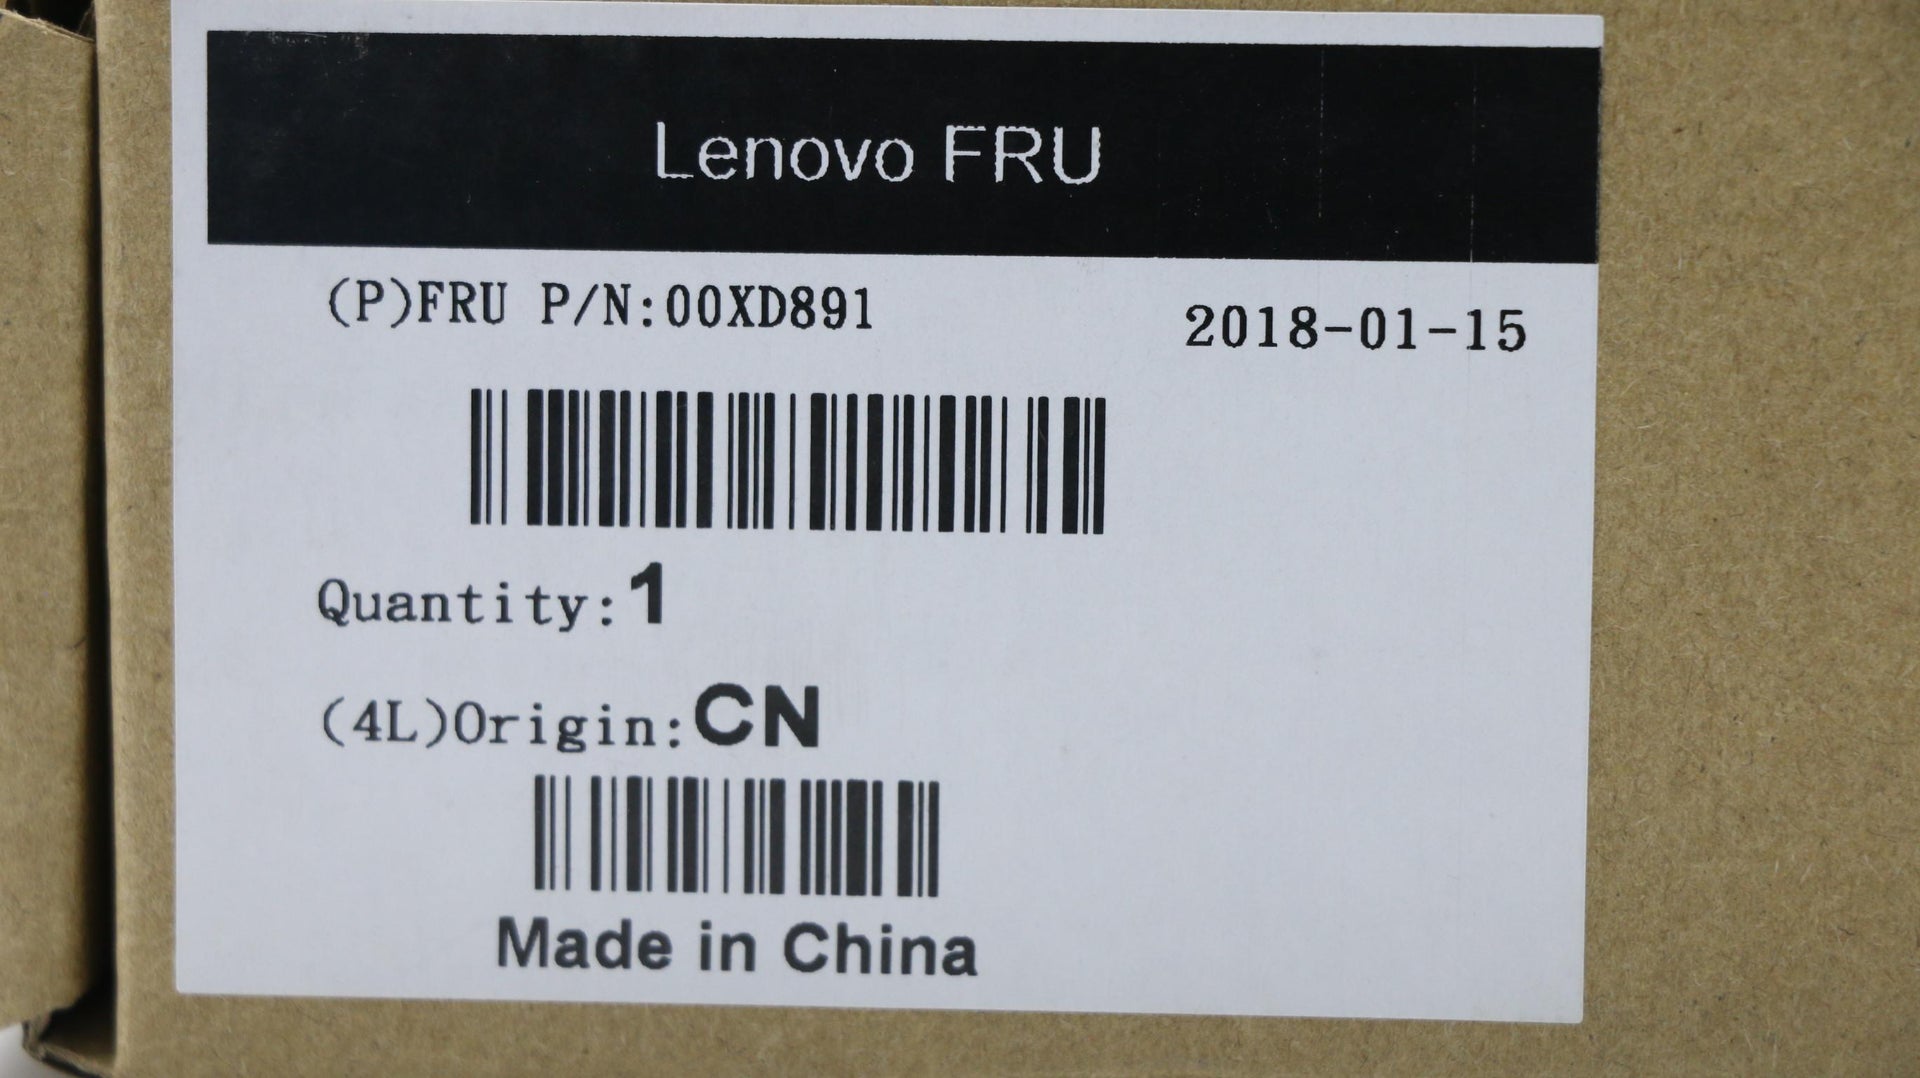 Lenovo FRU
(P)FRU P/N:00XD891
2018-01-15
Quantity:1
(4L)Origin:CN
Made in China